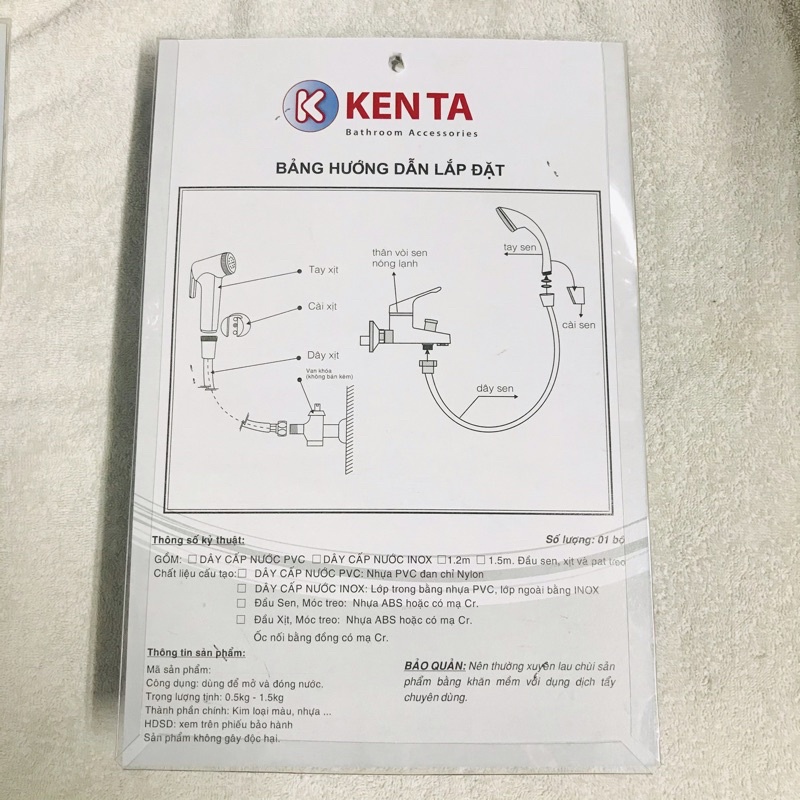 KENTA
Bathroom Accessories
BẢNG HƯỚNG DẪN LẮP ĐẶT
Tay xịt
Cài xịt
Dây xịt
Van khóa
(không bán kèm)
thân vòi sen
nóng lạnh
tay sen
cài sen
dây sen
Thông số kỷ thuật:
Số lượng: 01 bộ
GỒM: ☐ DÂY CẤP NƯỚC PVC ☐ DÂY CẤP NƯỚC INOX ☐ 1.2m ☐ 1.5m. Đầu sen, xịt và pat treo
Chất liệu cấu tạo: ☐ DÂY CẤP NƯỚC PVC: Nhựa PVC đan chỉ Nylon
☐ DÂY CẤP NƯỚC INOX: Lớp trong bằng nhựa PVC, lớp ngoài bằng INOX
☐ Đầu Sen, Móc treo: Nhựa ABS hoặc có mạ Cr.
☐ Đầu Xịt, Móc treo: Nhựa ABS hoặc có mạ Cr.
Ốc nối bằng đồng có mạ Cr.
Thông tin sản phẩm:
Mã sản phẩm:
Công dụng: dùng để mở và đóng nước.
Trọng lượng tịnh: 0.5kg - 1.5kg
Thành phần chính: Kim loại màu, nhựa ...
HDSD: xem trên phiếu bảo hành
Sản phẩm không gây độc hại.
BẢO QUẢN: Nên thường xuyên lau chùi sản
phẩm bằng khăn mềm với dụng dịch tẩy
chuyên dùng.